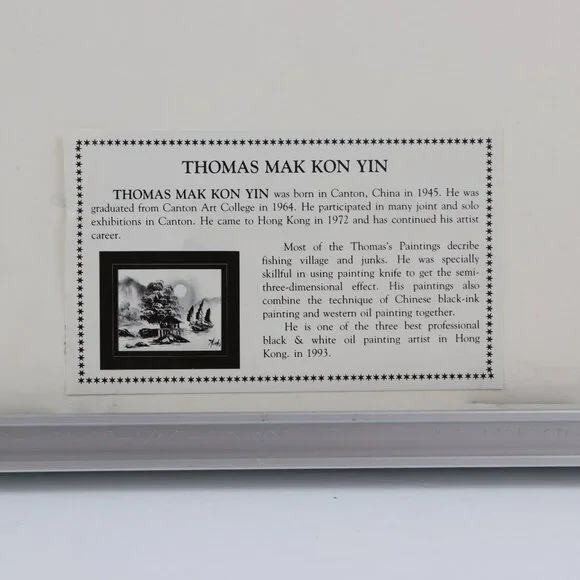 THOMAS MAK KON YIN
THOMAS MAK KON YIN was born in Canton, China in 1945. He was
graduated from Canton Art College in 1964. He participated in many joint and solo
exhibitions in Canton. He came to Hong Kong in 1972 and has continued his artist
career.
Most of the Thomas's Paintings decribe
fishing village and junks. He was specially
skillful in using painting knife to get the semi-
three-dimensional effect. His paintings also
combine the technique of Chinese black-ink
painting and western oil painting together.
He is one of the three best professional
black & white oil painting artist in Hong
Kong. in 1993.